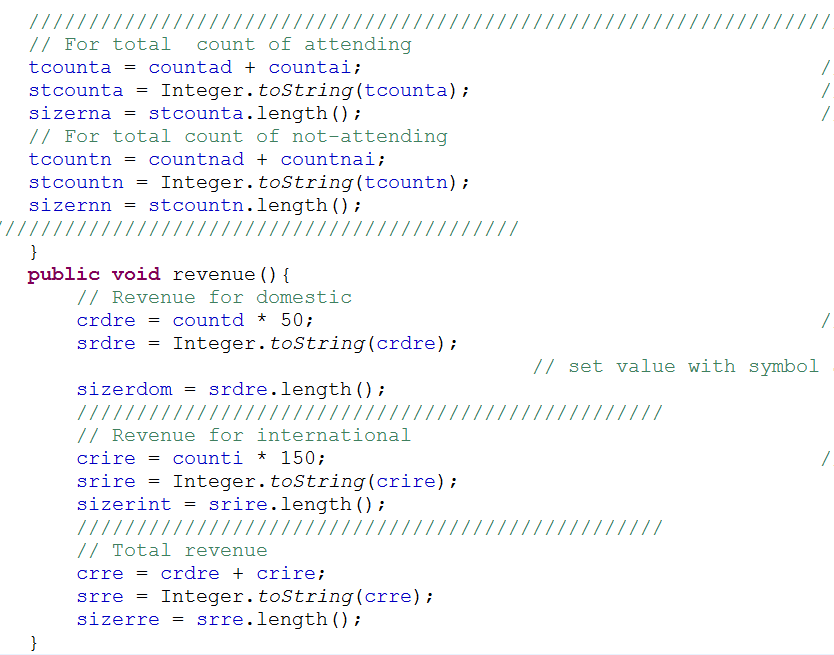 ///////////////////////////////////////////////////////////////////
// For total  count of attending
tcounta = countad + countai; /
stcounta = Integer.toString(tcounta); /
sizerna = stcounta.length(); /
// For total count of not-attending
tcountn = countnad + countnai;
stcountn = Integer.toString(tcountn);
sizernn = stcountn.length();
////////////////////////////////////////////
}
public void revenue(){
// Revenue for domestic
crdre = countd * 50; /
srdre = Integer.toString(crdre);
// set value with symbol
sizerdom = srdre.length();
/////////////////////////////////////////////////
// Revenue for international
crire = counti * 150; /
srire = Integer.toString(crire);
sizerint = srire.length();
/////////////////////////////////////////////////
// Total revenue
crre = crdre + crire;
srre = Integer.toString(crre);
sizerre = srre.length();
}